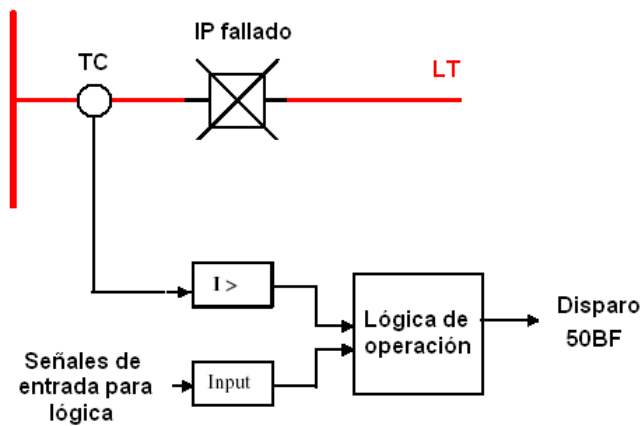 IP fallado
TC
LT
I >
Lógica de
operación
Disparo
50BF
Señales de
entrada para
lógica
Input